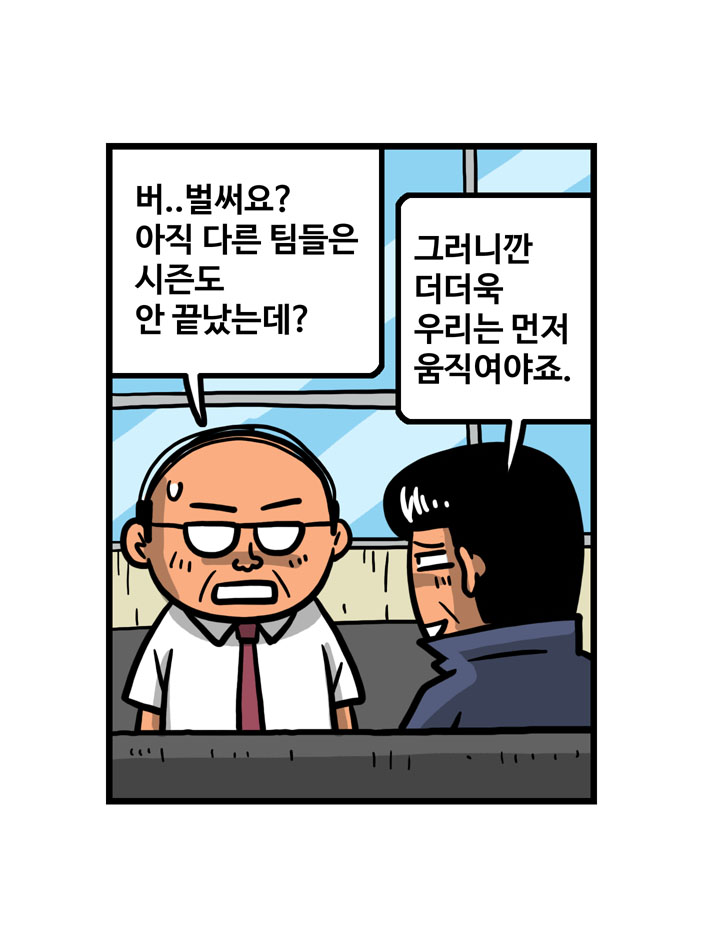 버..벌써요?
아직 다른 팀들은
시즌도
안 끝났는데?
그러니깐
더더욱
우리는 먼저
움직여야죠.